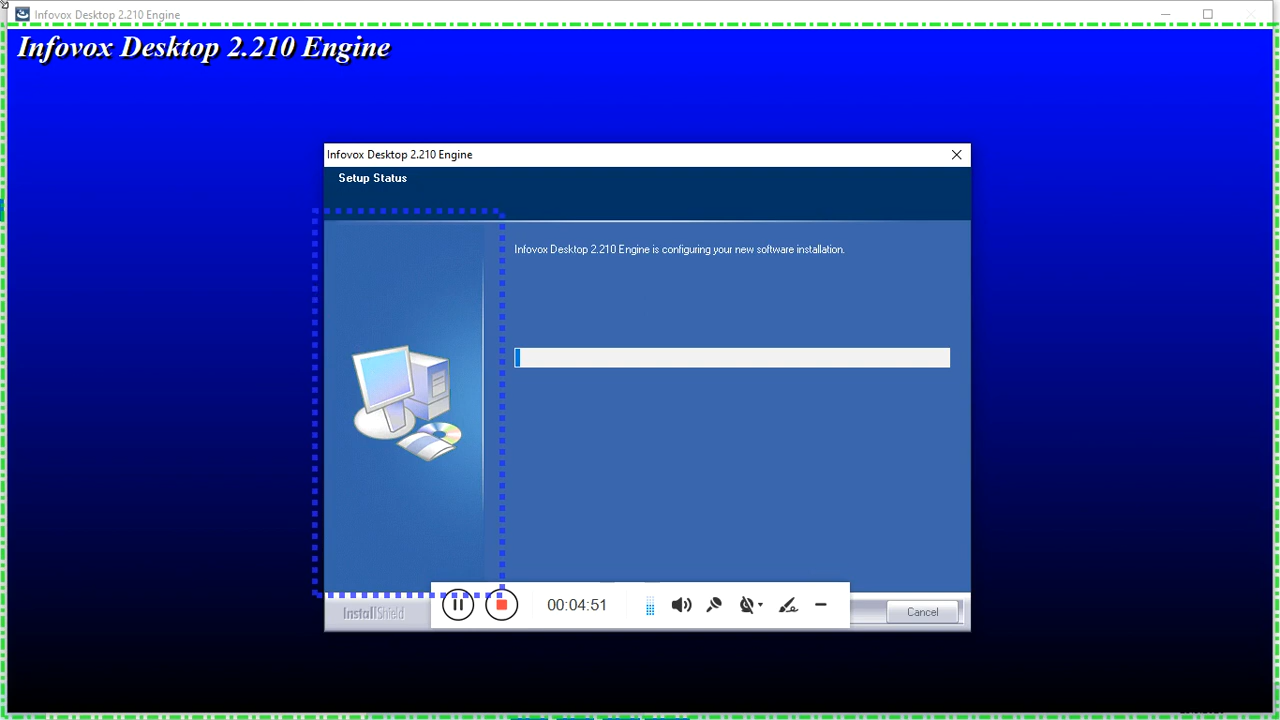 Infovox Desktop 2.210 Engine
Infovox Desktop 2.210 Engine
Infovox Desktop 2.210 Engine
Setup Status
Infovox Desktop 2.210 Engine is configuring your new software installation.
InstallShield
00:04:51
Cancel